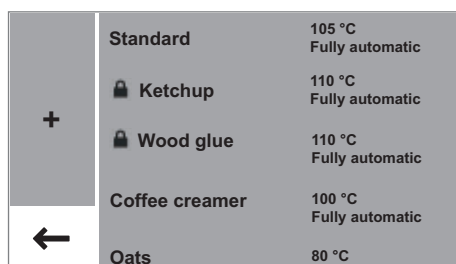 Standard 105 °C
Fully automatic
Ketchup 110 °C
Fully automatic
+
Wood glue 110 °C
Fully automatic
Coffee creamer 100 °C
Fully automatic
Oats 80 °C